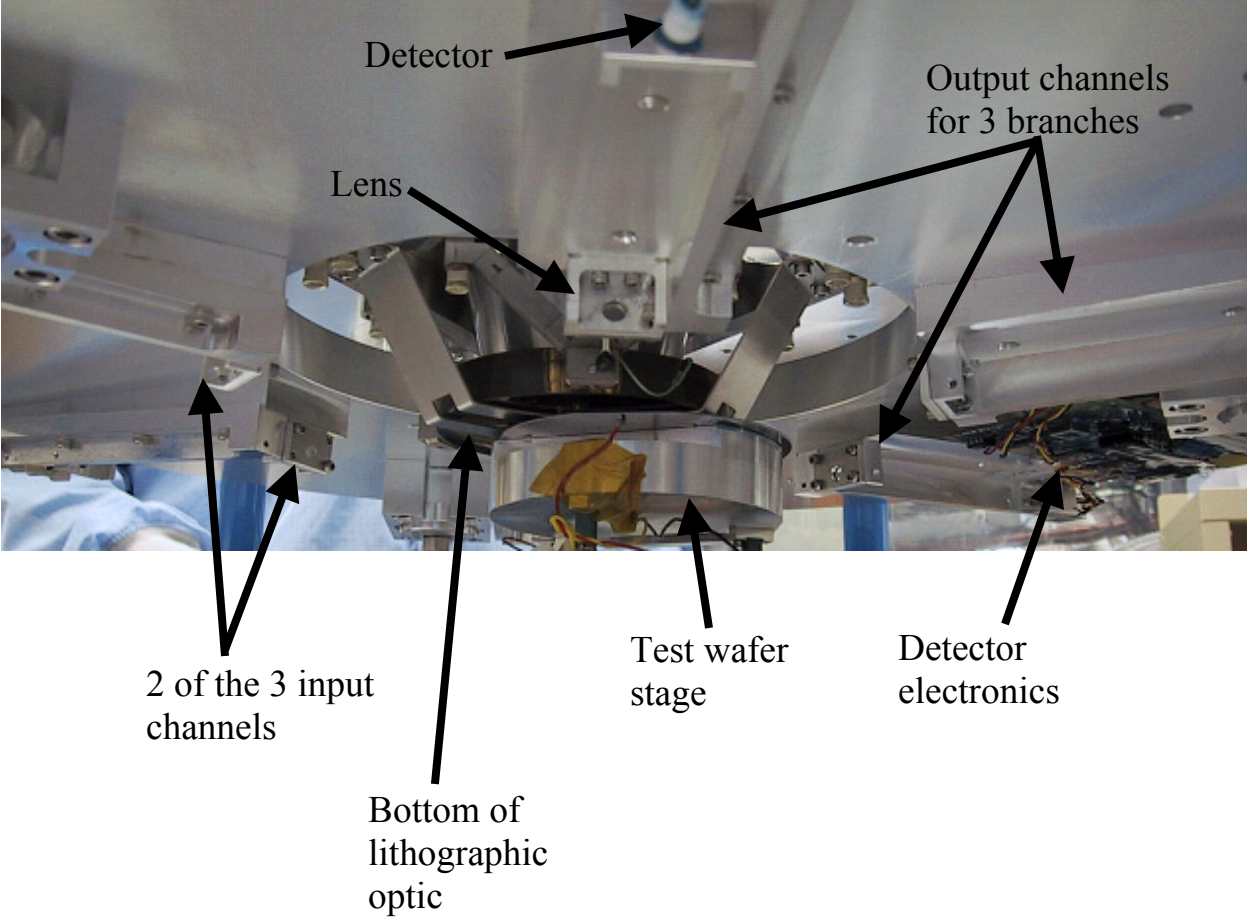 Detector
Output channels
for 3 branches
Lens
2 of the 3 input
channels
Test wafer
stage
Detector
electronics
Bottom of
lithographic
optic